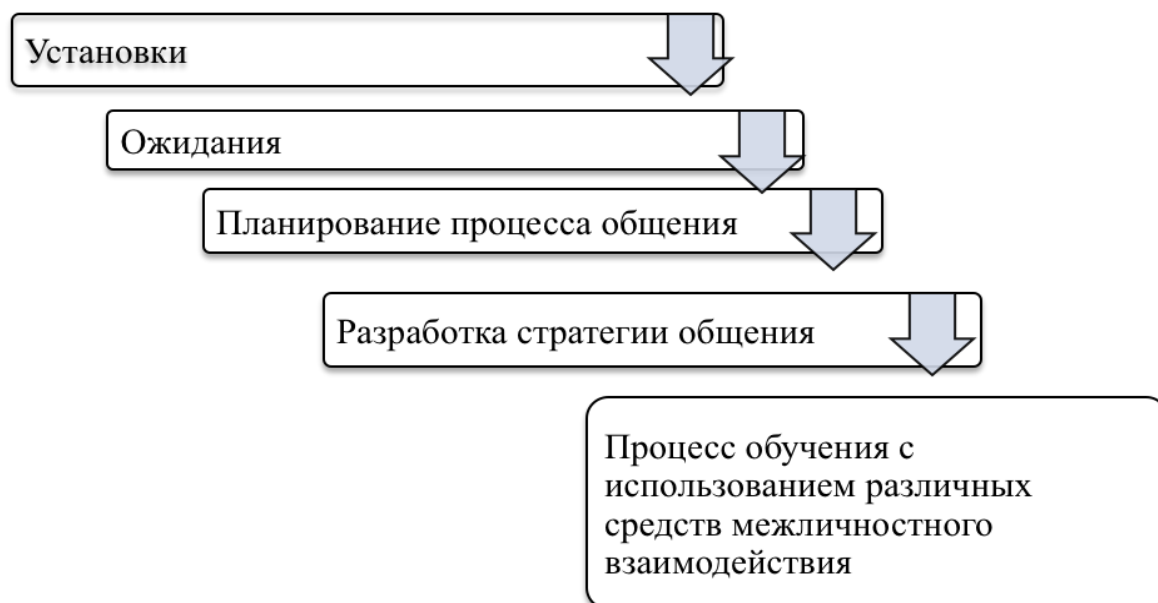 Установки
Ожидания
Планирование процесса общения
Разработка стратегии общения
Процесс обучения с
использованием различных
средств межличностного
взаимодействия